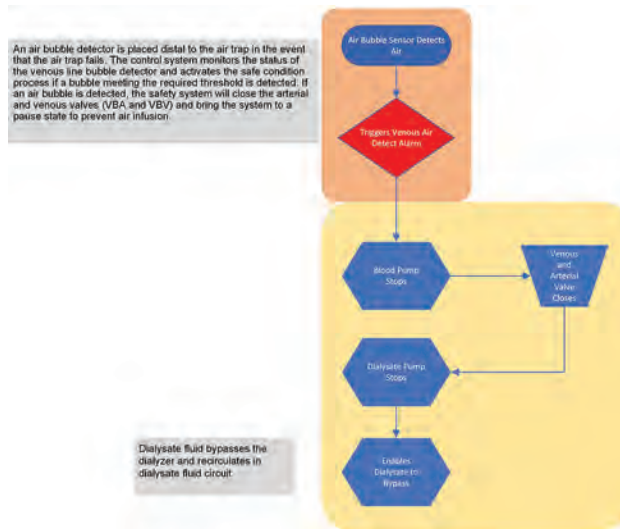 An air bubble detector is placed distal to the air trap in the event
that the air trap fails. The control system monitors the status of
the venous line bubble detector and activates the safe condition
process if a bubble meeting the required threshold is detected. If
an air bubble is detected, the safety system will close the arterial
and venous valves (VBA and VBV) and bring the system to a
pause state to prevent air infusion.
Air Bubble Sensor Detects
Air
Triggers Venous Air
Detect Alarm
Blood Pump
Stops
Venous
and
Arterial
Valve
Closes
Dialysate Pump
Stops
Dialysate fluid bypasses the
dialyzer and recirculates in
dialysate fluid circuit
Enables
Dialysate to
Bypass